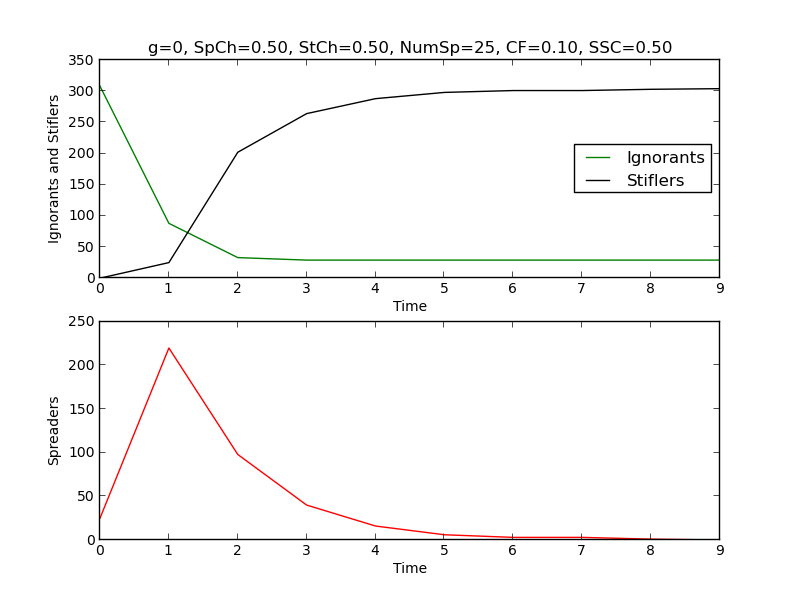 g=0, SpCh=0.50, StCh=0.50, NumSp=25, CF=0.10, SSC=0.50
350
300
250
200
150
100
50
0
Ignorants and Stiflers
Ignorants
Stiflers
0 1 2 3 4 5 6 7 8 9
Time
250
200
150
100
50
0
Spreaders
0 1 2 3 4 5 6 7 8 9
Time